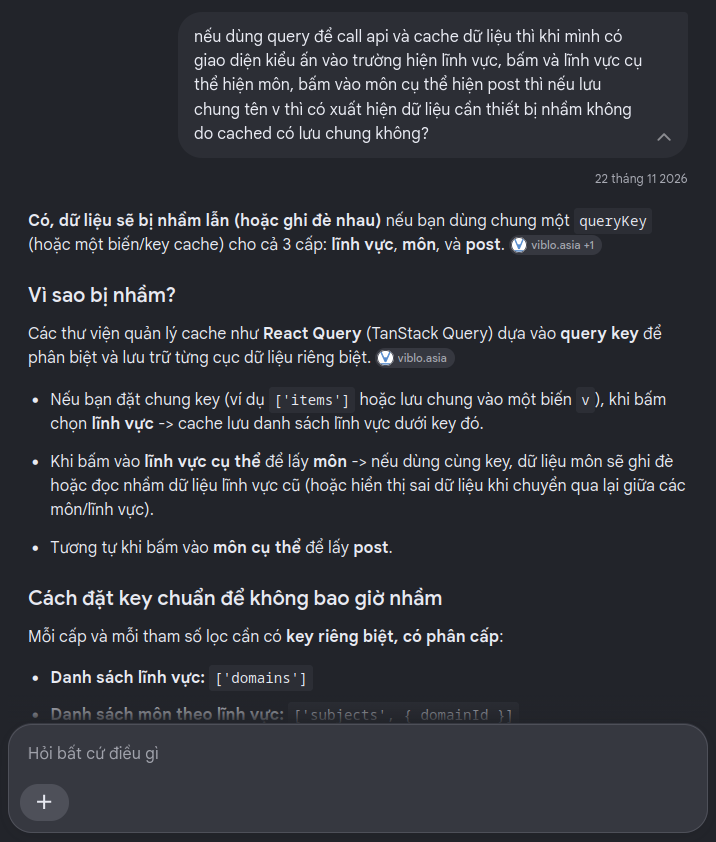 nếu dùng query để call api và cache dữ liệu thì khi mình có
giao diện kiểu ấn vào trường hiện lĩnh vực, bấm và lĩnh vực cụ
thể hiện môn, bấm vào môn cụ thể hiện post thì nếu lưu
chung tên v thì có xuất hiện dữ liệu cần thiết bị nhầm không
do cached có lưu chung không?
22 tháng 11 2026
Có, dữ liệu sẽ bị nhầm lẫn (hoặc ghi đè nhau) nếu bạn dùng chung một queryKey
(hoặc một biến/key cache) cho cả 3 cấp: lĩnh vực, môn, và post. viblo.asia +1
Vì sao bị nhầm?
Các thư viện quản lý cache như React Query (TanStack Query) dựa vào query key để
phân biệt và lưu trữ từng cục dữ liệu riêng biệt. viblo.asia
• Nếu bạn đặt chung key (ví dụ ['items'] hoặc lưu chung vào một biến v), khi bấm
chọn lĩnh vực -> cache lưu danh sách lĩnh vực dưới key đó.
• Khi bấm vào lĩnh vực cụ thể để lấy môn -> nếu dùng cùng key, dữ liệu môn sẽ ghi đè
hoặc đọc nhầm dữ liệu lĩnh vực cũ (hoặc hiển thị sai dữ liệu khi chuyển qua lại giữa các
môn/lĩnh vực).
• Tương tự khi bấm vào môn cụ thể để lấy post.
Cách đặt key chuẩn để không bao giờ nhầm
Mỗi cấp và mỗi tham số lọc cần có key riêng biệt, có phân cấp:
• Danh sách lĩnh vực: ['domains']
• Danh sách môn theo lĩnh vực: ['subjects', { domainId }]
Hỏi bất cứ điều gì